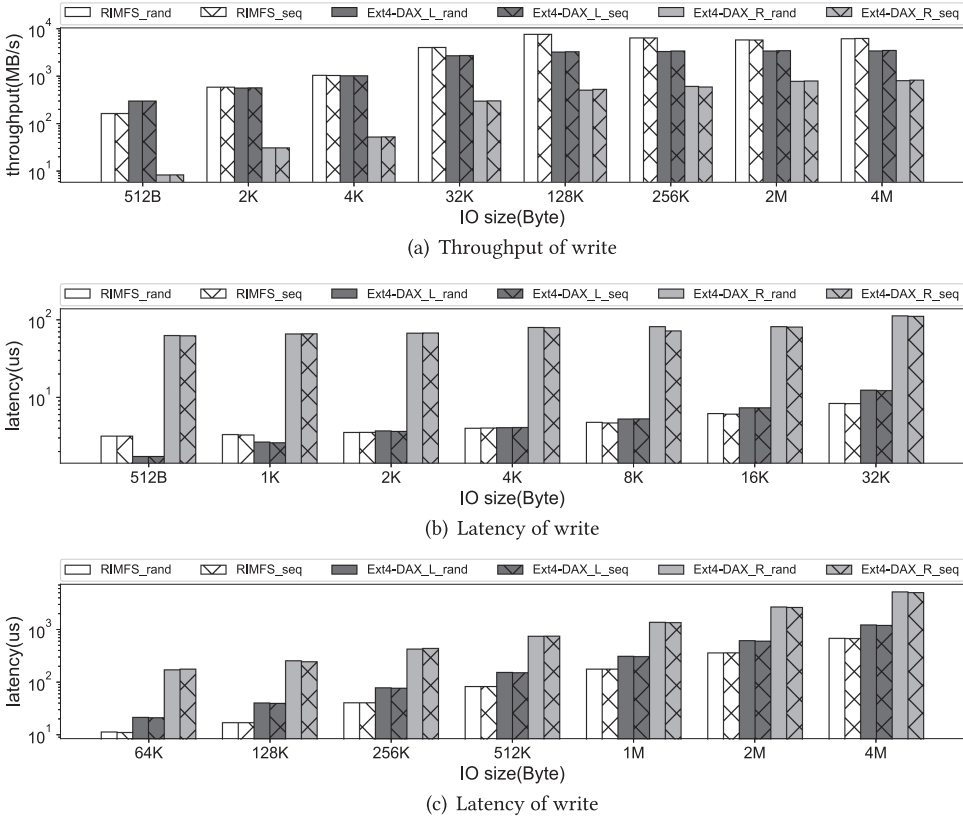 RIMFS_rand RIMFS_seq Ext4-DAX_L_rand Ext4-DAX_L_seq Ext4-DAX_R_rand Ext4-DAX_R_seq
throughput(MB/s)
10^4
10^3
10^2
10^1
512B 2K 4K 32K 128K 256K 2M 4M
IO size(Byte)
(a) Throughput of write
RIMFS_rand RIMFS_seq Ext4-DAX_L_rand Ext4-DAX_L_seq Ext4-DAX_R_rand Ext4-DAX_R_seq
latency(us)
10^2
10^1
512B 1K 2K 4K 8K 16K 32K
IO size(Byte)
(b) Latency of write
RIMFS_rand RIMFS_seq Ext4-DAX_L_rand Ext4-DAX_L_seq Ext4-DAX_R_rand Ext4-DAX_R_seq
latency(us)
10^3
10^2
10^1
64K 128K 256K 512K 1M 2M 4M
IO size(Byte)
(c) Latency of write